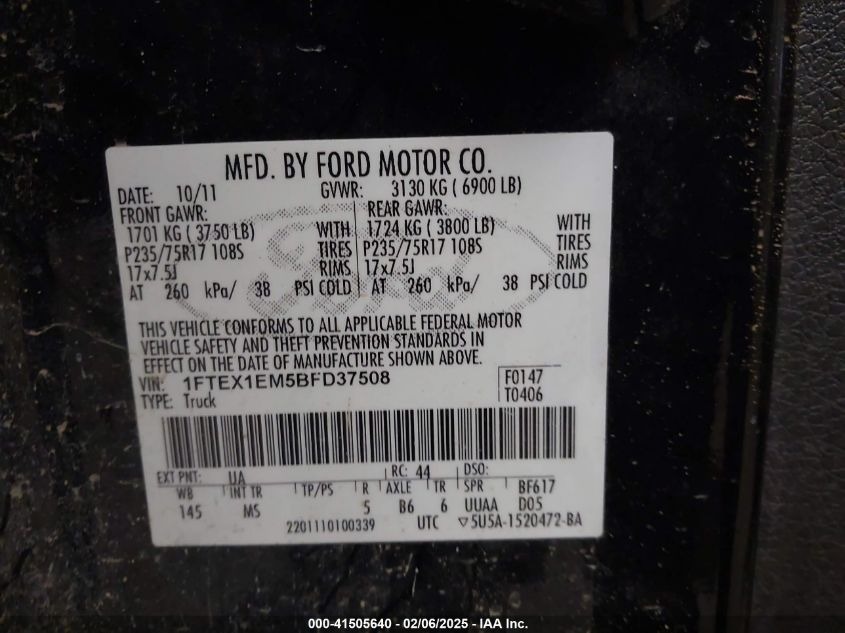 MFD. BY FORD MOTOR CO.
DATE: 10/11 GVWR: 3130 KG ( 6900 LB)
FRONT GAWR: REAR GAWR:
1701 KG ( 3750 LB) WITH 1724 KG ( 3800 LB) WITH
P235/75R17 108S TIRES P235/75R17 108S TIRES
17x7.5J RIMS 17x7.5J RIMS
AT 260 kPa/ 38 PSI COLD AT 260 kPa/ 38 PSI COLD
THIS VEHICLE CONFORMS TO ALL APPLICABLE FEDERAL MOTOR
VEHICLE SAFETY AND THEFT PREVENTION STANDARDS IN
EFFECT ON THE DATE OF MANUFACTURE SHOWN ABOVE.
VIN: 1FTEX1EM5BFD37508 F0147
TYPE: Truck T0406
EXT PNT: UA RC: 44 DSO:
WB INT TR TP/PS R AXLE TR SPR BF617
145 MS 5 B6 6 UUAA D05
2201110100339 UTC ▽5U5A-1520472-BA
Ford
000-41505640 - 02/06/2025 - IAA Inc.